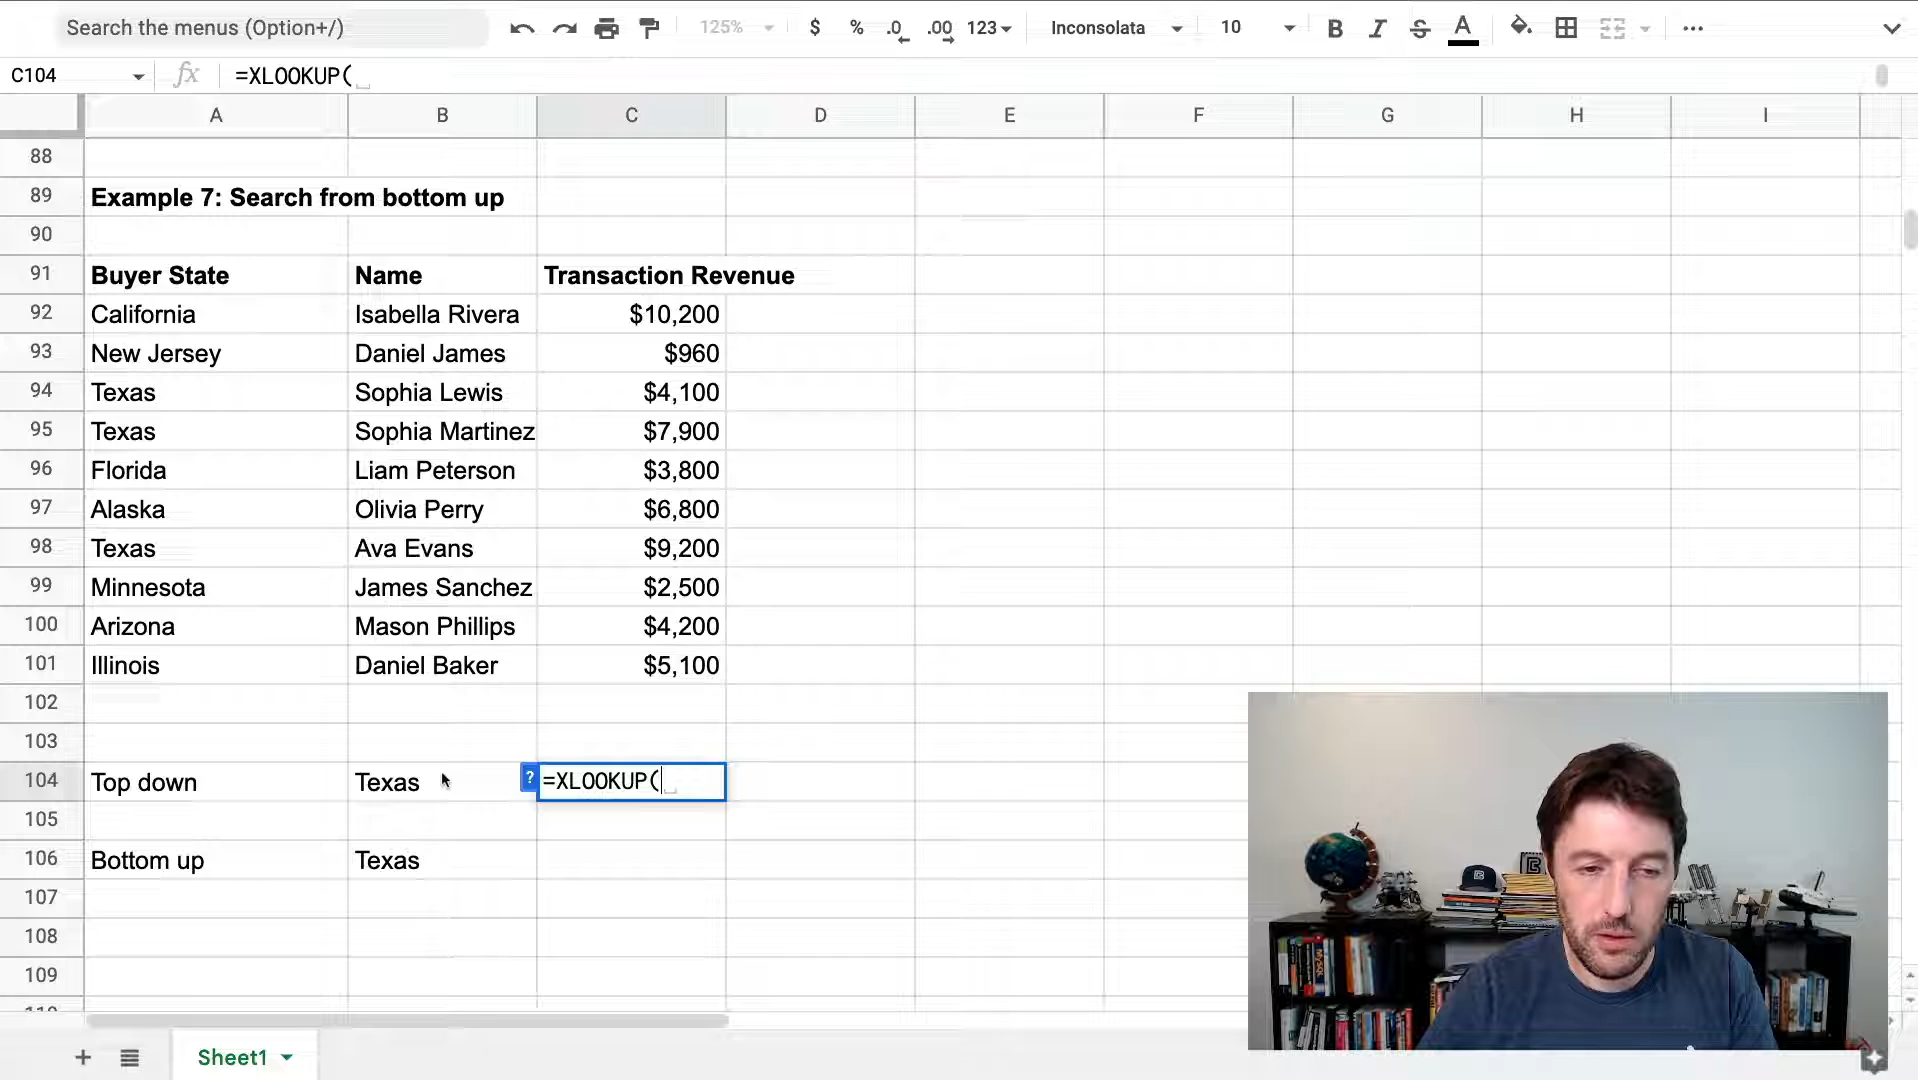 Search the menus (Option+/) 125% $ % .0 .00 123 Inconsolata 10 B I S A
C104 fx =XLOOKUP(
A B C D E F G H I
88
89 Example 7: Search from bottom up
90
91 Buyer State Name Transaction Revenue
92 California Isabella Rivera $10,200
93 New Jersey Daniel James $960
94 Texas Sophia Lewis $4,100
95 Texas Sophia Martinez $7,900
96 Florida Liam Peterson $3,800
97 Alaska Olivia Perry $6,800
98 Texas Ava Evans $9,200
99 Minnesota James Sanchez $2,500
100 Arizona Mason Phillips $4,200
101 Illinois Daniel Baker $5,100
102
103
104 Top down Texas ? =XLOOKUP(
105
106 Bottom up Texas
107
108
109
Sheet1
MySQL